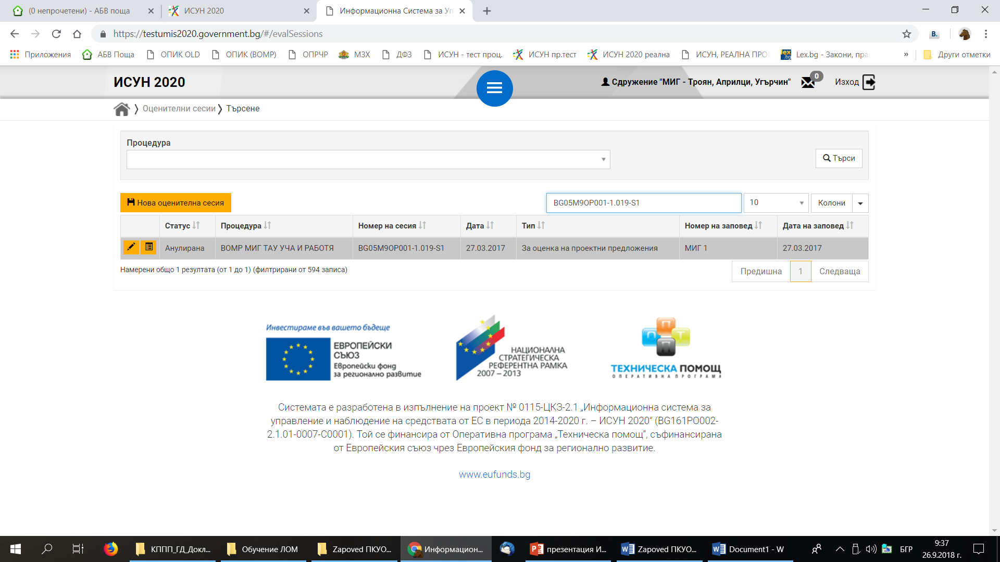 (0 непрочетени) - АБВ поща
ИСУН 2020
Информационна Система за Уп
https://testumis2020.government.bg/#/evalSessions
Приложения
АБВ Поща
ОПИК OLD
ОПИК (ВОМР)
ОПРЧР
МЗХ
ДФЗ
ИСУН - тест проц.
ИСУН пр.тест
ИСУН 2020 реална
ИСУН, РЕАЛНА ПРО
Lex.bg - Закони, пра
»
Други отметки
ИСУН 2020
Сдружение "МИГ - Троян, Априлци, Угърчин"
0
Изход
Оценителни сесии
Търсене
Процедура
Търси
Нова оценителна сесия
BG05M9OP001-1.019-S1
10
Колони
Статус Процедура Номер на сесия Дата Тип Номер на заповед Дата на заповед
Анулирана ВОМР МИГ ТАУ УЧА И РАБОТЯ BG05M9OP001-1.019-S1 27.03.2017 За оценка на проектни предложения МИГ 1 27.03.2017
Намерени общо 1 резултата (от 1 до 1) (филтрирани от 594 записа)
Предишна 1 Следваща
Инвестираме във вашето бъдеще
ЕВРОПЕЙСКИ
СЪЮЗ
Европейски фонд
за регионално развитие
НАЦИОНАЛНА
СТРАТЕГИЧЕСКА
РЕФЕРЕНТНА РАМКА
2007 – 2013
П
П Т
П
ТЕХНИЧЕСКА ПОМОЩ
ОПЕРАТИВНА ПРОГРАМА
Системата е разработена в изпълнение на проект № 0115-ЦКЗ-2.1 „Информационна система за
управление и наблюдение на средствата от ЕС в периода 2014-2020 г. – ИСУН 2020“ (BG161PO002-
2.1.01-0007-C0001). Той се финансира от Оперативна програма „Техническа помощ”, съфинансирана
от Европейския съюз чрез Европейския фонд за регионално развитие.
www.eufunds.bg
КППП_ГД_Докл...
Обучение ЛОМ
Zapoved ПКУО...
Информацион...
презентация И...
Zapoved ПКУО...
Document1 - W
БГР
9:37
26.9.2018 г.